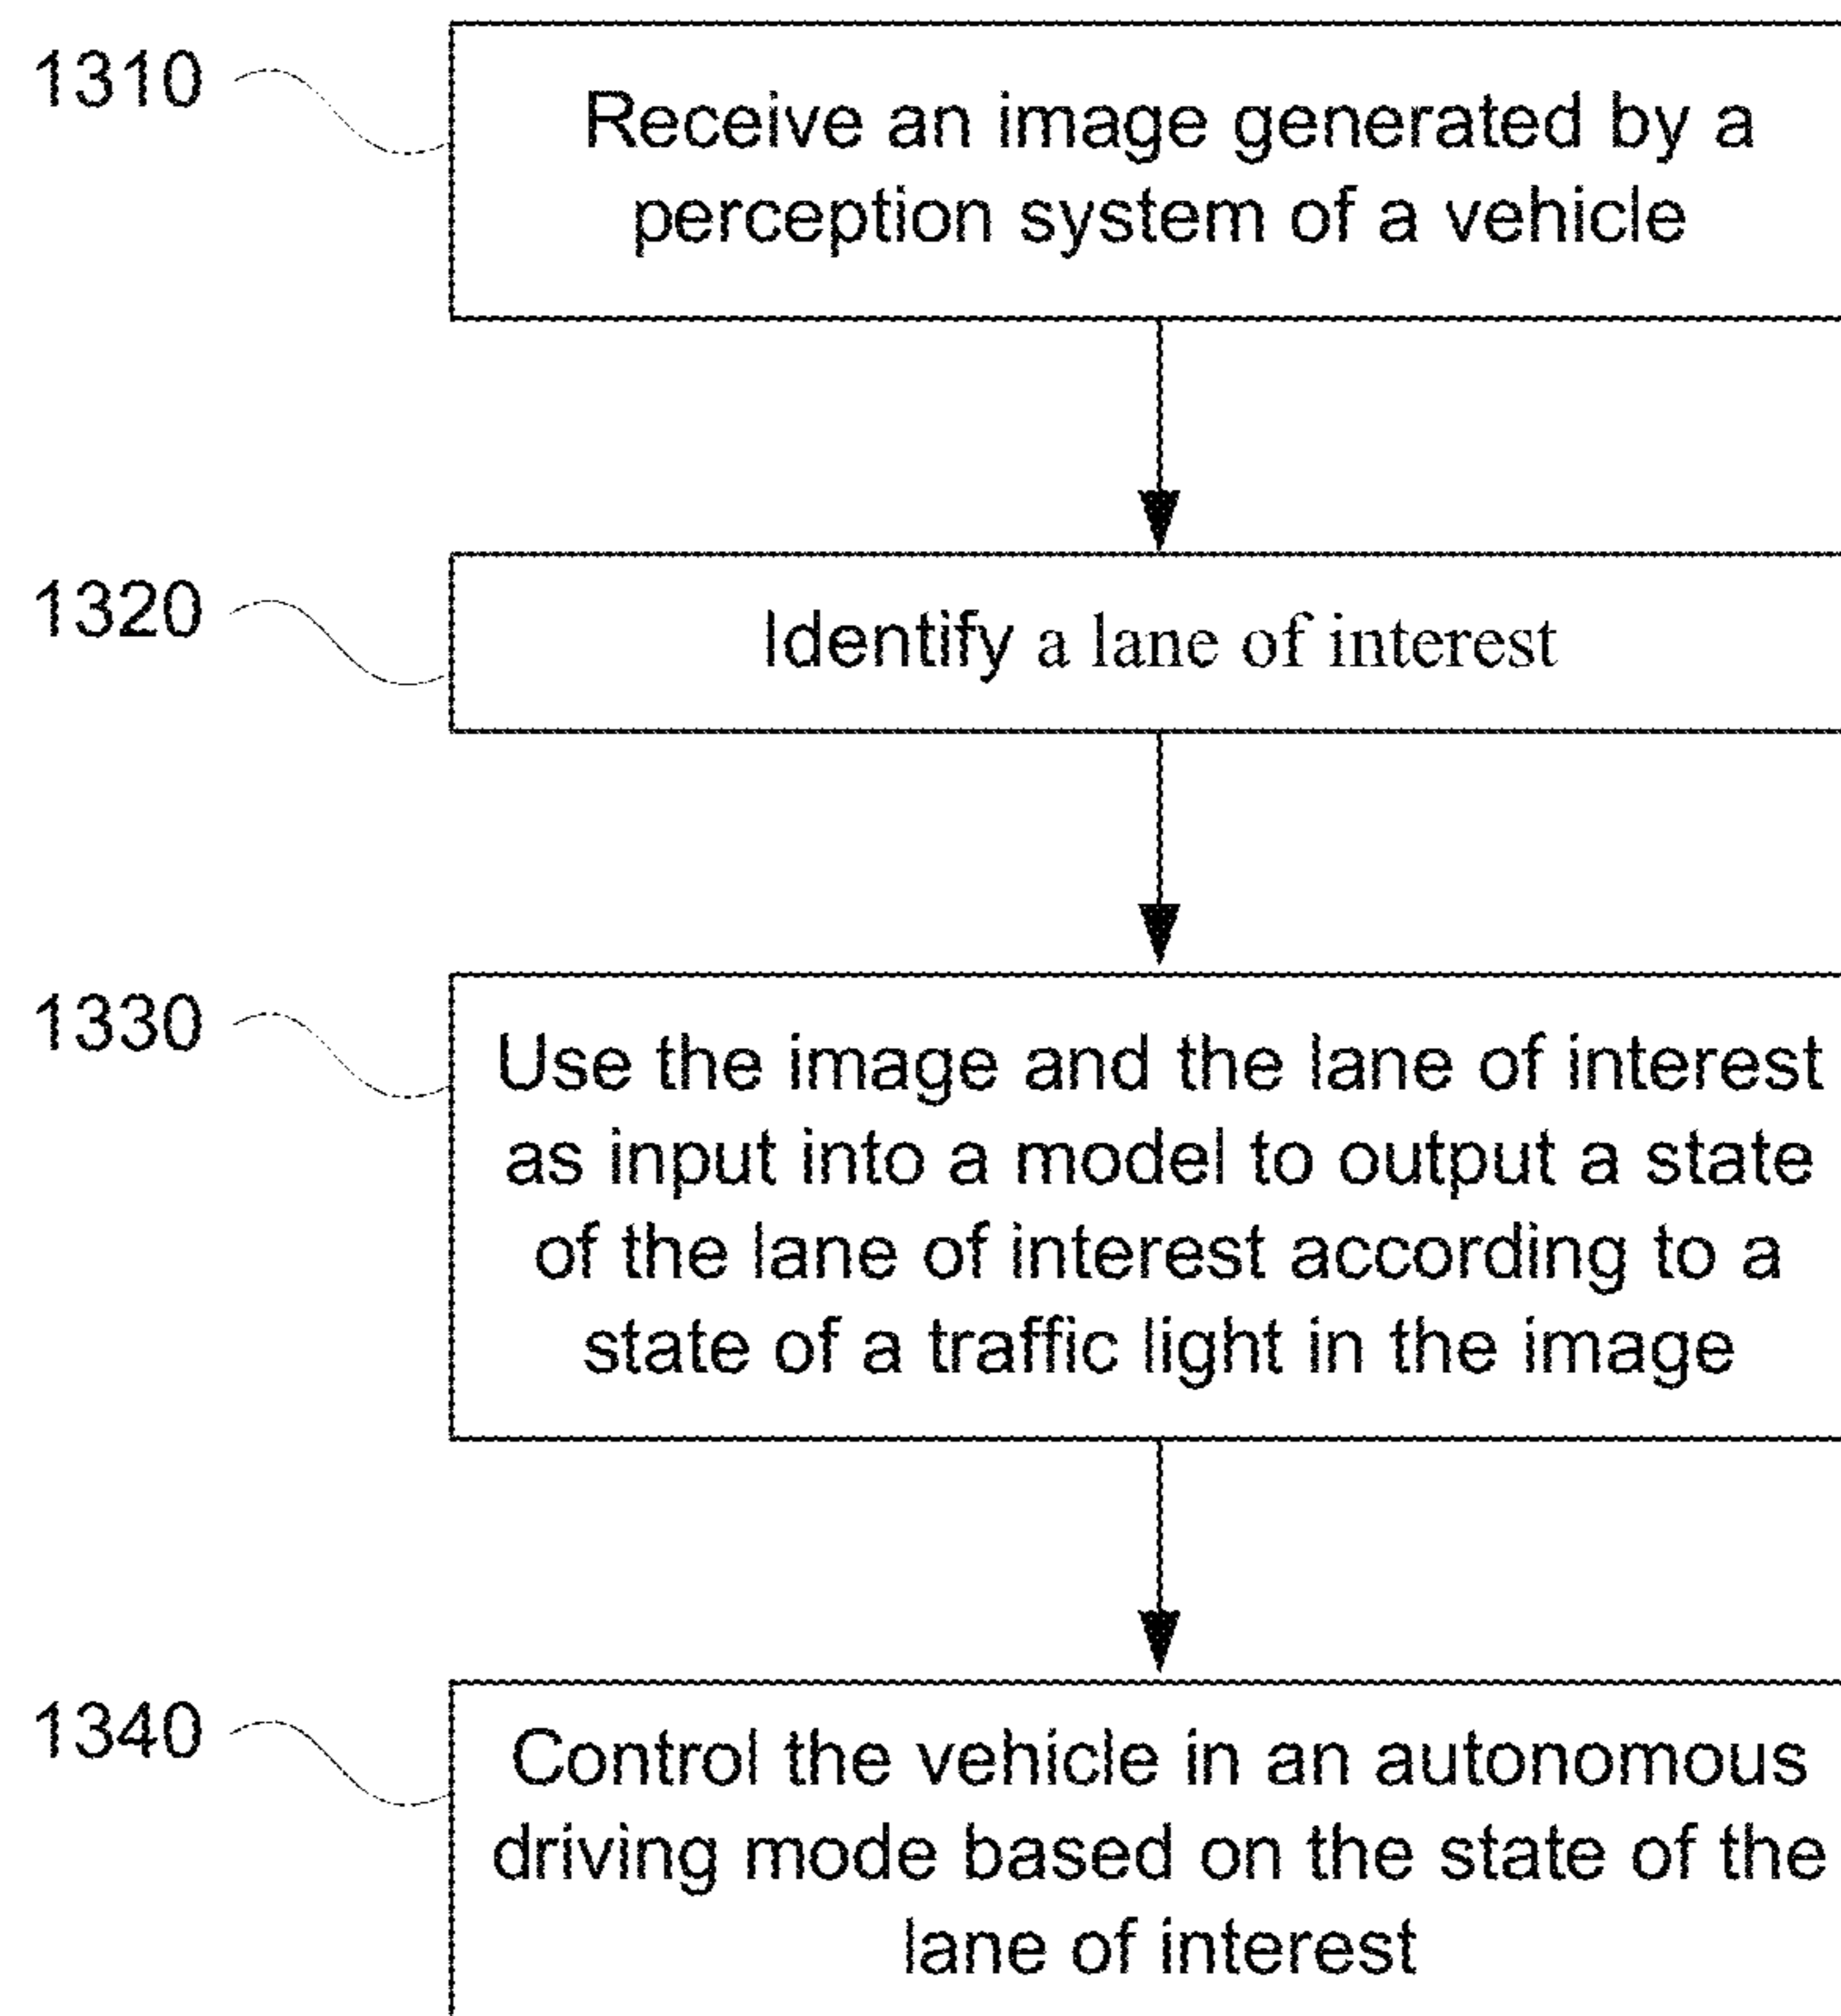 1310
Receive an image generated by a
perception system of a vehicle
1320
Identify a lane of interest
1330
Use the image and the lane of interest
as input into a model to output a state
of the lane of interest according to a
state of a traffic light in the image
1340
Control the vehicle in an autonomous
driving mode based on the state of the
lane of interest